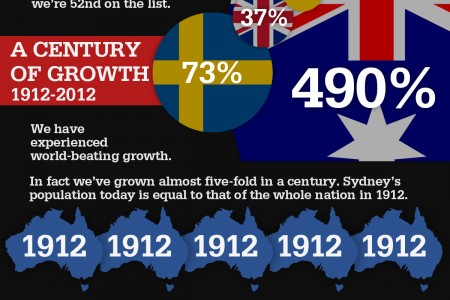 we're 52nd on the list.
37%
A CENTURY
OF GROWTH
1912-2012
73%
490%
We have
experienced
world-beating growth.
In fact we've grown almost five-fold in a century. Sydney's
population today is equal to that of the whole nation in 1912.
1912 1912 1912 1912 1912